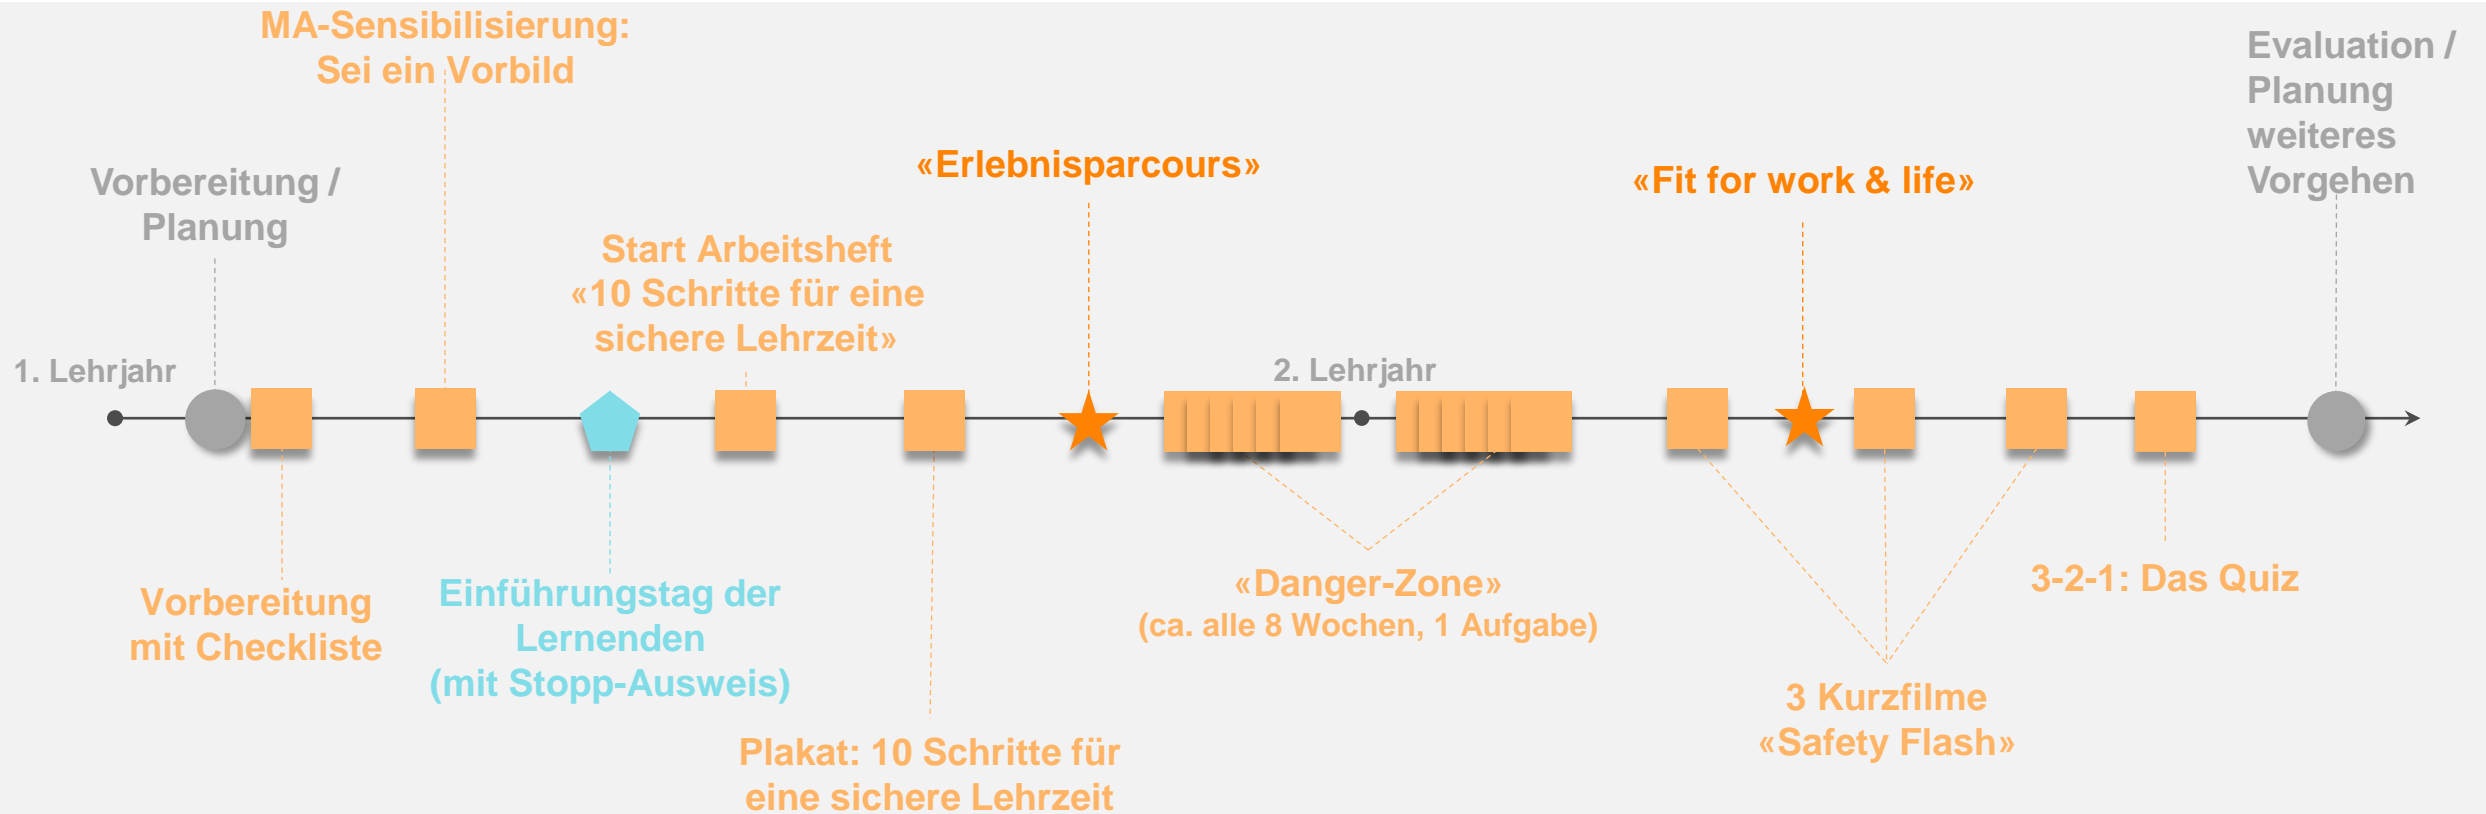 MA-Sensibilisierung:
Sei ein Vorbild
Evaluation /
Planung
weiteres
Vorgehen
Vorbereitung /
Planung
«Erlebnisparcours»
«Fit for work & life»
Start Arbeitsheft
«10 Schritte für eine
sichere Lehrzeit»
1. Lehrjahr
2. Lehrjahr
Vorbereitung
mit Checkliste
Einführungstag der
Lernenden
(mit Stopp-Ausweis)
Plakat: 10 Schritte für
eine sichere Lehrzeit
«Danger-Zone»
(ca. alle 8 Wochen, 1 Aufgabe)
3 Kurzfilme
«Safety Flash»
3-2-1: Das Quiz